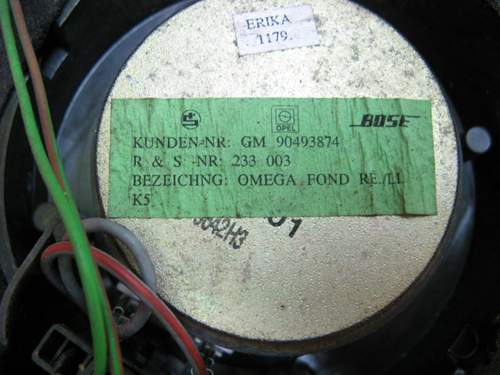 ERIKA
1179.
OPEL BOSE
KUNDEN-NR: GM 90493874
R & S -NR: 233 003
BEZEICHNG: OMEGA FOND RE./LI.
K5